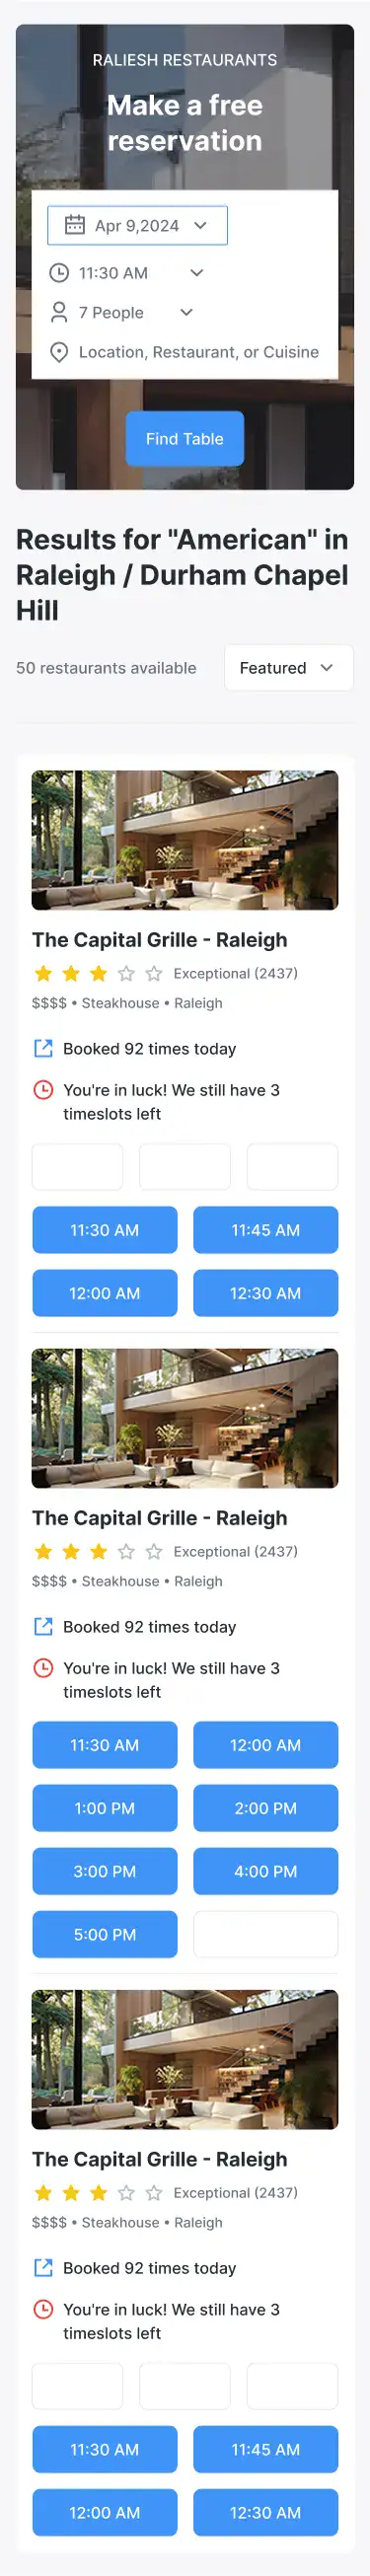 RALIESH RESTAURANTS
Make a free
reservation
Apr 9,2024
11:30 AM
7 People
Location, Restaurant, or Cuisine
Find Table
Results for "American" in
Raleigh / Durham Chapel
Hill
50 restaurants available
Featured
The Capital Grille - Raleigh
Exceptional (2437)
$$$$ • Steakhouse • Raleigh
Booked 92 times today
You're in luck! We still have 3
timeslots left
11:30 AM
11:45 AM
12:00 AM
12:30 AM
The Capital Grille - Raleigh
Exceptional (2437)
$$$$ • Steakhouse • Raleigh
Booked 92 times today
You're in luck! We still have 3
timeslots left
11:30 AM
12:00 AM
1:00 PM
2:00 PM
3:00 PM
4:00 PM
5:00 PM
The Capital Grille - Raleigh
Exceptional (2437)
$$$$ • Steakhouse • Raleigh
Booked 92 times today
You're in luck! We still have 3
timeslots left
11:30 AM
11:45 AM
12:00 AM
12:30 AM